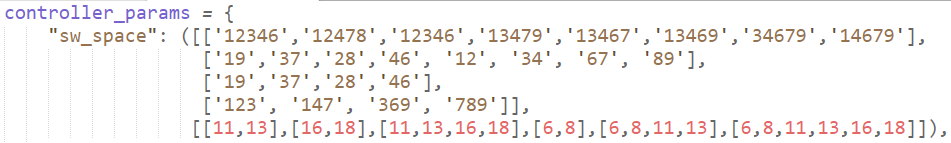 controller_params = {
"sw_space": ([['12346','12478','12346','13479','13467','13469','34679','14679'],
['19','37','28','46', '12', '34', '67', '89'],
['19','37','28','46'],
['123', '147', '369', '789']],
[[11,13],[16,18],[11,13,16,18],[6,8],[6,8,11,13],[6,8,11,13,16,18]]),